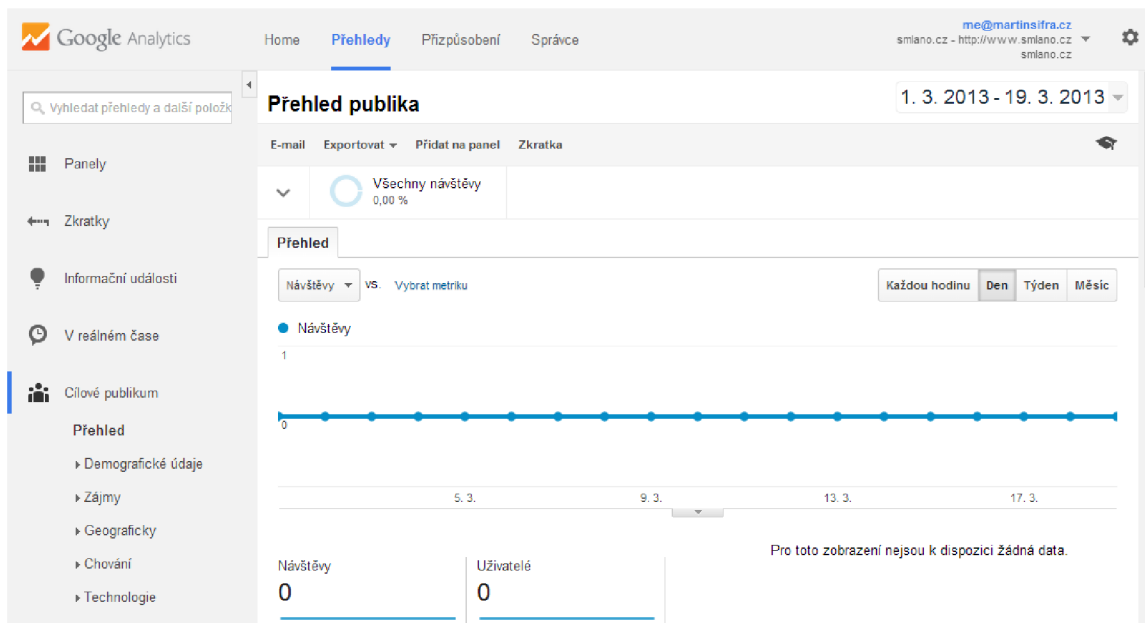 Google Analytics
Home Přehledy Přizpůsobení Správce
me@martinsifra.cz
smlano.cz - http://www.smlano.cz
smlano.cz
Vyhledat přehledy a další položk
Panely
Zkratky
Informační události
V reálném čase
Cílové publikum
Přehled
Demografické údaje
Zájmy
Geograficky
Chování
Technologie
Přehled publika
1. 3. 2013 - 19. 3. 2013
E-mail Exportovat Přidat na panel Zkratka
Všechny návštěvy
0,00 %
Přehled
Návštěvy vs. Vybrat metriku
Každou hodinu Den Týden Měsíc
Návštěvy
1
0
5. 3. 9. 3. 13. 3. 17. 3.
Návštěvy
0
Uživatelé
0
Pro toto zobrazení nejsou k dispozici žádná data.